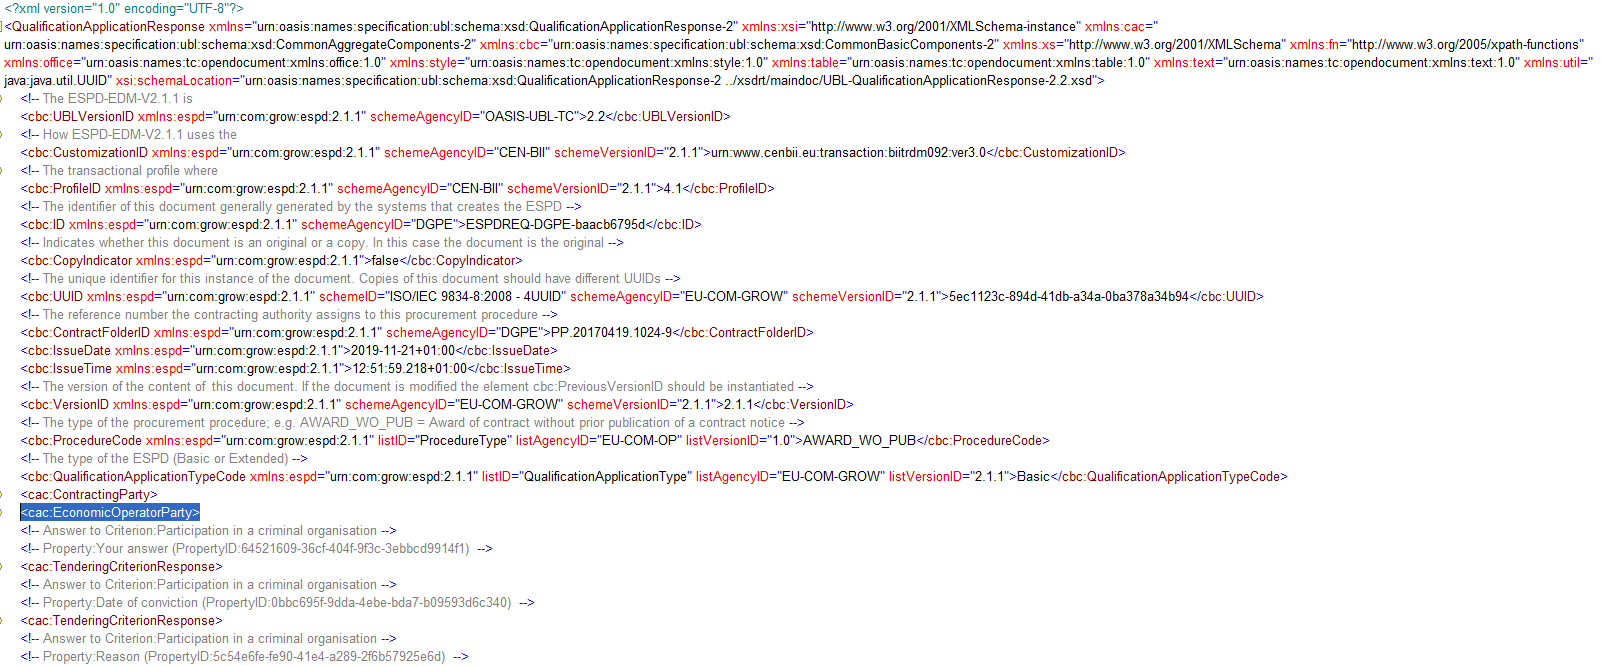 <?xml version="1.0" encoding="UTF-8"?>
<QualificationApplicationResponse xmlns="urn:oasis:names:specification:ubl:schema:xsd:QualificationApplicationResponse-2" xmlns:xsi="http://www.w3.org/2001/XMLSchema-instance" xmlns:cac="
urn:oasis:names:specification:ubl:schema:xsd:CommonAggregateComponents-2" xmlns:cbc="urn:oasis:names:specification:ubl:schema:xsd:CommonBasicComponents-2" xmlns:xs="http://www.w3.org/2001/XMLSchema" xmlns:fn="http://www.w3.org/2005/xpath-functions"
xmlns:office="urn:oasis:names:tc:opendocument:xmlns:office:1.0" xmlns:style="urn:oasis:names:tc:opendocument:xmlns:style:1.0" xmlns:table="urn:oasis:names:tc:opendocument:xmlns:table:1.0" xmlns:text="urn:oasis:names:tc:opendocument:xmlns:text:1.0" xmlns:util="
java:java.util.UUID" xsi:schemaLocation="urn:oasis:names:specification:ubl:schema:xsd:QualificationApplicationResponse-2 ../xsdrt/maindoc/UBL-QualificationApplicationResponse-2.2.xsd">
<!-- The ESPD-EDM-V2.1.1 is
<cbc:UBLVersionID xmlns:espd="urn:com:grow:espd:2.1.1" schemeAgencyID="OASIS-UBL-TC">2.2</cbc:UBLVersionID>
<!-- How ESPD-EDM-V2.1.1 uses the
<cbc:CustomizationID xmlns:espd="urn:com:grow:espd:2.1.1" schemeAgencyID="CEN-BII" schemeVersionID="2.1.1">urn:www.cenbii.eu:transaction:biitrdm092:ver3.0</cbc:CustomizationID>
<!-- The transactional profile where
<cbc:ProfileID xmlns:espd="urn:com:grow:espd:2.1.1" schemeAgencyID="CEN-BII" schemeVersionID="2.1.1">4.1</cbc:ProfileID>
<!-- The identifier of this document generally generated by the systems that creates the ESPD -->
<cbc:ID xmlns:espd="urn:com:grow:espd:2.1.1" schemeAgencyID="DGPE">ESPDREQ-DGPE-baacb6795d</cbc:ID>
<!-- Indicates whether this document is an original or a copy. In this case the document is the original -->
<cbc:CopyIndicator xmlns:espd="urn:com:grow:espd:2.1.1">false</cbc:CopyIndicator>
<!-- The unique identifier for this instance of the document. Copies of this document should have different UUIDs -->
<cbc:UUID xmlns:espd="urn:com:grow:espd:2.1.1" schemeID="ISO/IEC 9834-8:2008 - 4UUID" schemeAgencyID="EU-COM-GROW" schemeVersionID="2.1.1">5ec1123c-894d-41db-a34a-0ba378a34b94</cbc:UUID>
<!-- The reference number the contracting authority assigns to this procurement procedure -->
<cbc:ContractFolderID xmlns:espd="urn:com:grow:espd:2.1.1" schemeAgencyID="DGPE">PP.20170419.1024-9</cbc:ContractFolderID>
<cbc:IssueDate xmlns:espd="urn:com:grow:espd:2.1.1">2019-11-21+01:00</cbc:IssueDate>
<cbc:IssueTime xmlns:espd="urn:com:grow:espd:2.1.1">12:51:59.218+01:00</cbc:IssueTime>
<!-- The version of the content of this document. If the document is modified the element cbc:PreviousVersionID should be instantiated -->
<cbc:VersionID xmlns:espd="urn:com:grow:espd:2.1.1" schemeAgencyID="EU-COM-GROW" schemeVersionID="2.1.1">2.1.1</cbc:VersionID>
<!-- The type of the procurement procedure; e.g. AWARD_WO_PUB = Award of contract without prior publication of a contract notice -->
<cbc:ProcedureCode xmlns:espd="urn:com:grow:espd:2.1.1" listID="ProcedureType" listAgencyID="EU-COM-OP" listVersionID="1.0">AWARD_WO_PUB</cbc:ProcedureCode>
<!-- The type of the ESPD (Basic or Extended) -->
<cbc:QualificationApplicationTypeCode xmlns:espd="urn:com:grow:espd:2.1.1" listID="QualificationApplicationType" listAgencyID="EU-COM-GROW" listVersionID="2.1.1">Basic</cbc:QualificationApplicationTypeCode>
<cac:ContractingParty>
<cac:EconomicOperatorParty>
<!-- Answer to Criterion:Participation in a criminal organisation -->
<!-- Property:Your answer (PropertyID:64521609-36cf-404f-9f3c-3ebbcd9914f1) -->
<cac:TenderingCriterionResponse>
<!-- Answer to Criterion:Participation in a criminal organisation -->
<!-- Property:Date of conviction (PropertyID:0bbc695f-9dda-4ebe-bda7-b09593d6c340) -->
<cac:TenderingCriterionResponse>
<!-- Answer to Criterion:Participation in a criminal organisation -->
<!-- Property:Reason (PropertyID:5c54e6fe-fe90-41e4-a289-2f6b57925e6d) -->